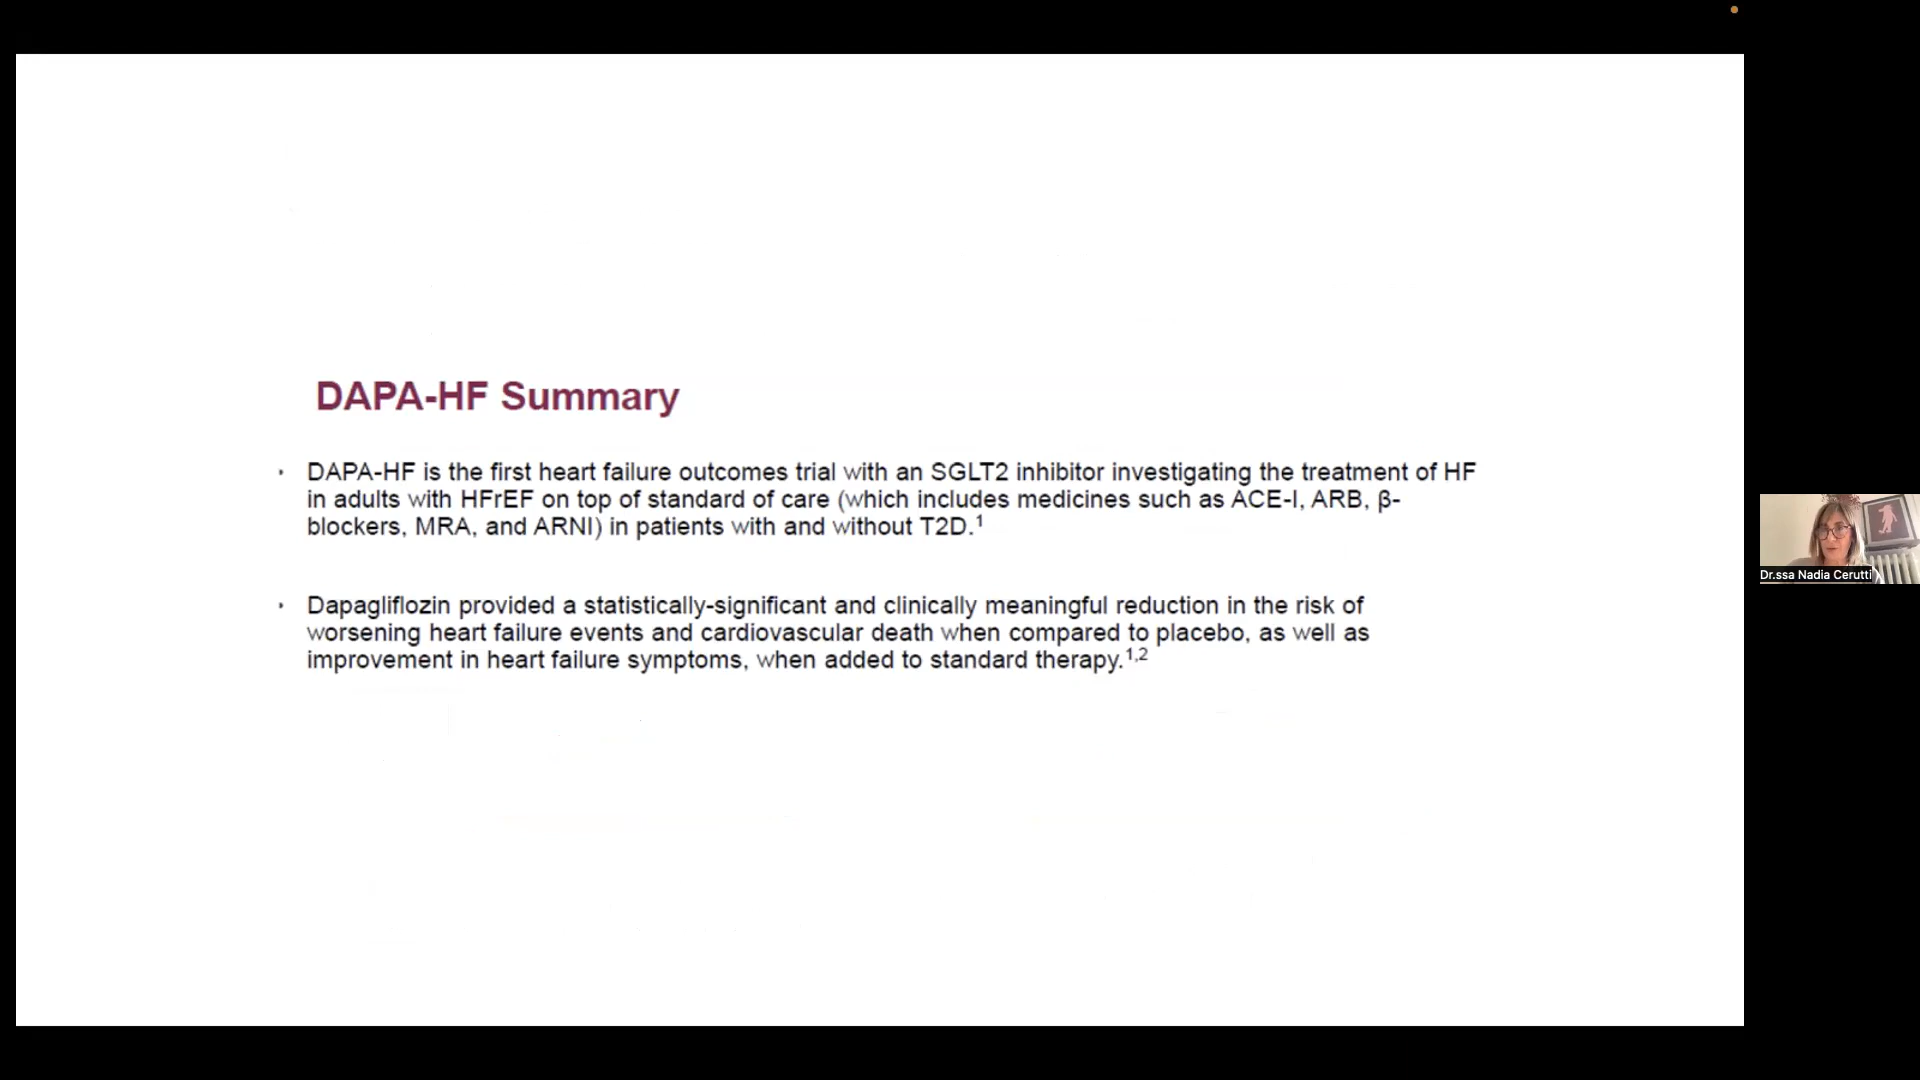 DAPA-HF Summary
· DAPA-HF is the first heart failure outcomes trial with an SGLT2 inhibitor investigating the treatment of HF
in adults with HFrEF on top of standard of care (which includes medicines such as ACE-I, ARB, β-
blockers, MRA, and ARNI) in patients with and without T2D.¹
· Dapagliflozin provided a statistically-significant and clinically meaningful reduction in the risk of
worsening heart failure events and cardiovascular death when compared to placebo, as well as
improvement in heart failure symptoms, when added to standard therapy.¹,²
Dr.ssa Nadia Cerutti